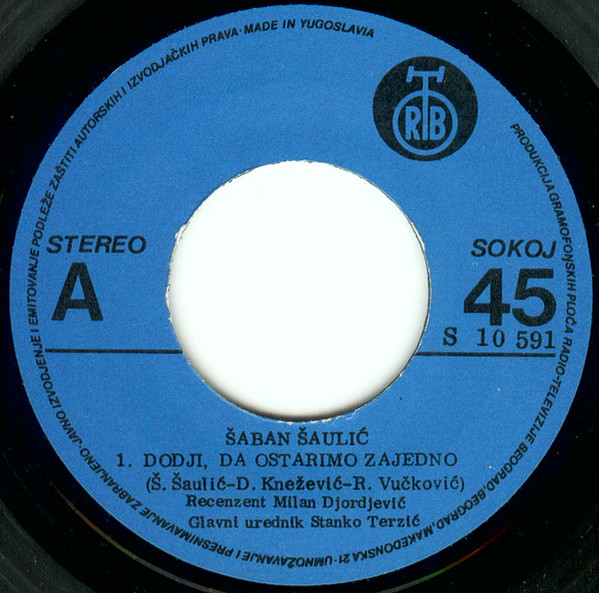 PRODUKCIJA GRAMOFONSKIH PLOČA RADIO-TELEVIZIJE BEOGRAD, BEOGRAD, MAKEDONSKA 21 · UMNOŽAVANJE I PRESNIMAVANJE ZABRANJENO · JAVNO IZVODJENJE I EMITOVANJE PODLEŽE ZAŠTITI AUTORSKIH I IZVODJAČKIH PRAVA · MADE IN YUGOSLAVIA
RTB
STEREO
A
SOKOJ
45
S 10 591
ŠABAN ŠAULIĆ
1. DODJI, DA OSTARIMO ZAJEDNO
(Š. Šaulić-D. Knežević-R. Vučković)
Recenzent Milan Djordjević
Glavni urednik Stanko Terzić